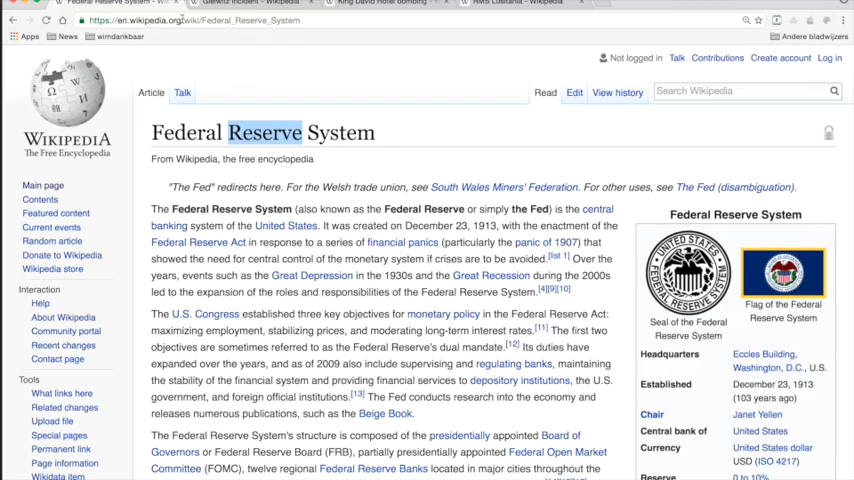 Federal Reserve System - Wi
Gleiwitz incident - Wikipedia
King David Hotel bombing - 
RMS Lusitania - Wikipedia
https://en.wikipedia.org/wiki/Federal_Reserve_System
Apps News wimdankbaar Andere bladwijzers
Not logged in Talk Contributions Create account Log in
Article Talk Read Edit View history Search Wikipedia
WIKIPEDIA
The Free Encyclopedia
Main page
Contents
Featured content
Current events
Random article
Donate to Wikipedia
Wikipedia store
Interaction
Help
About Wikipedia
Community portal
Recent changes
Contact page
Tools
What links here
Related changes
Upload file
Special pages
Permanent link
Page information
Wikidata item
Federal Reserve System
From Wikipedia, the free encyclopedia
"The Fed" redirects here. For the Welsh trade union, see South Wales Miners' Federation. For other uses, see The Fed (disambiguation).
The Federal Reserve System (also known as the Federal Reserve or simply the Fed) is the central
banking system of the United States. It was created on December 23, 1913, with the enactment of the
Federal Reserve Act in response to a series of financial panics (particularly the panic of 1907) that
showed the need for central control of the monetary system if crises are to be avoided.[list 1] Over the
years, events such as the Great Depression in the 1930s and the Great Recession during the 2000s
led to the expansion of the roles and responsibilities of the Federal Reserve System.[4][9][10]
The U.S. Congress established three key objectives for monetary policy in the Federal Reserve Act:
maximizing employment, stabilizing prices, and moderating long-term interest rates.[11] The first two
objectives are sometimes referred to as the Federal Reserve's dual mandate.[12] Its duties have
expanded over the years, and as of 2009 also include supervising and regulating banks, maintaining
the stability of the financial system and providing financial services to depository institutions, the U.S.
government, and foreign official institutions.[13] The Fed conducts research into the economy and
releases numerous publications, such as the Beige Book.
The Federal Reserve System's structure is composed of the presidentially appointed Board of
Governors or Federal Reserve Board (FRB), partially presidentially appointed Federal Open Market
Committee (FOMC), twelve regional Federal Reserve Banks located in major cities throughout the
Federal Reserve System
Seal of the Federal
Reserve System
Flag of the Federal
Reserve System
Headquarters Eccles Building,
Washington, D.C., U.S.
Established December 23, 1913
(103 years ago)
Chair Janet Yellen
Central bank of United States
Currency United States dollar
USD (ISO 4217)
Reserve 0 to 10%